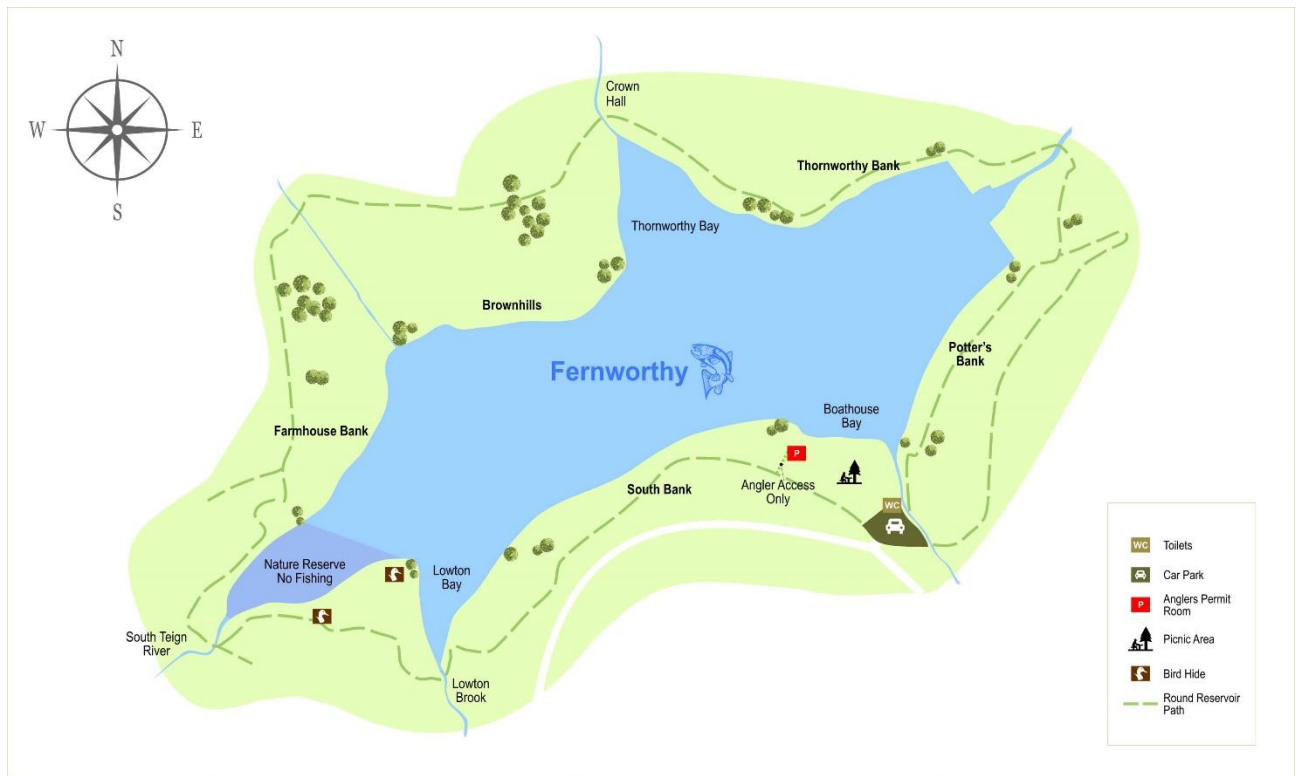 N
W
E
S
Crown
Hall
Thornworthy Bank
Thornworthy Bay
Brownhills
Fernworthy
Potter's
Bank
Boathouse
Bay
Farmhouse Bank
P
South Bank
Angler Access
Only
WC
Nature Reserve
No Fishing
Lowton
Bay
South Teign
River
Lowton
Brook
WC
Toilets
Car Park
P
Anglers Permit
Room
Picnic Area
Bird Hide
Round Reservoir
Path